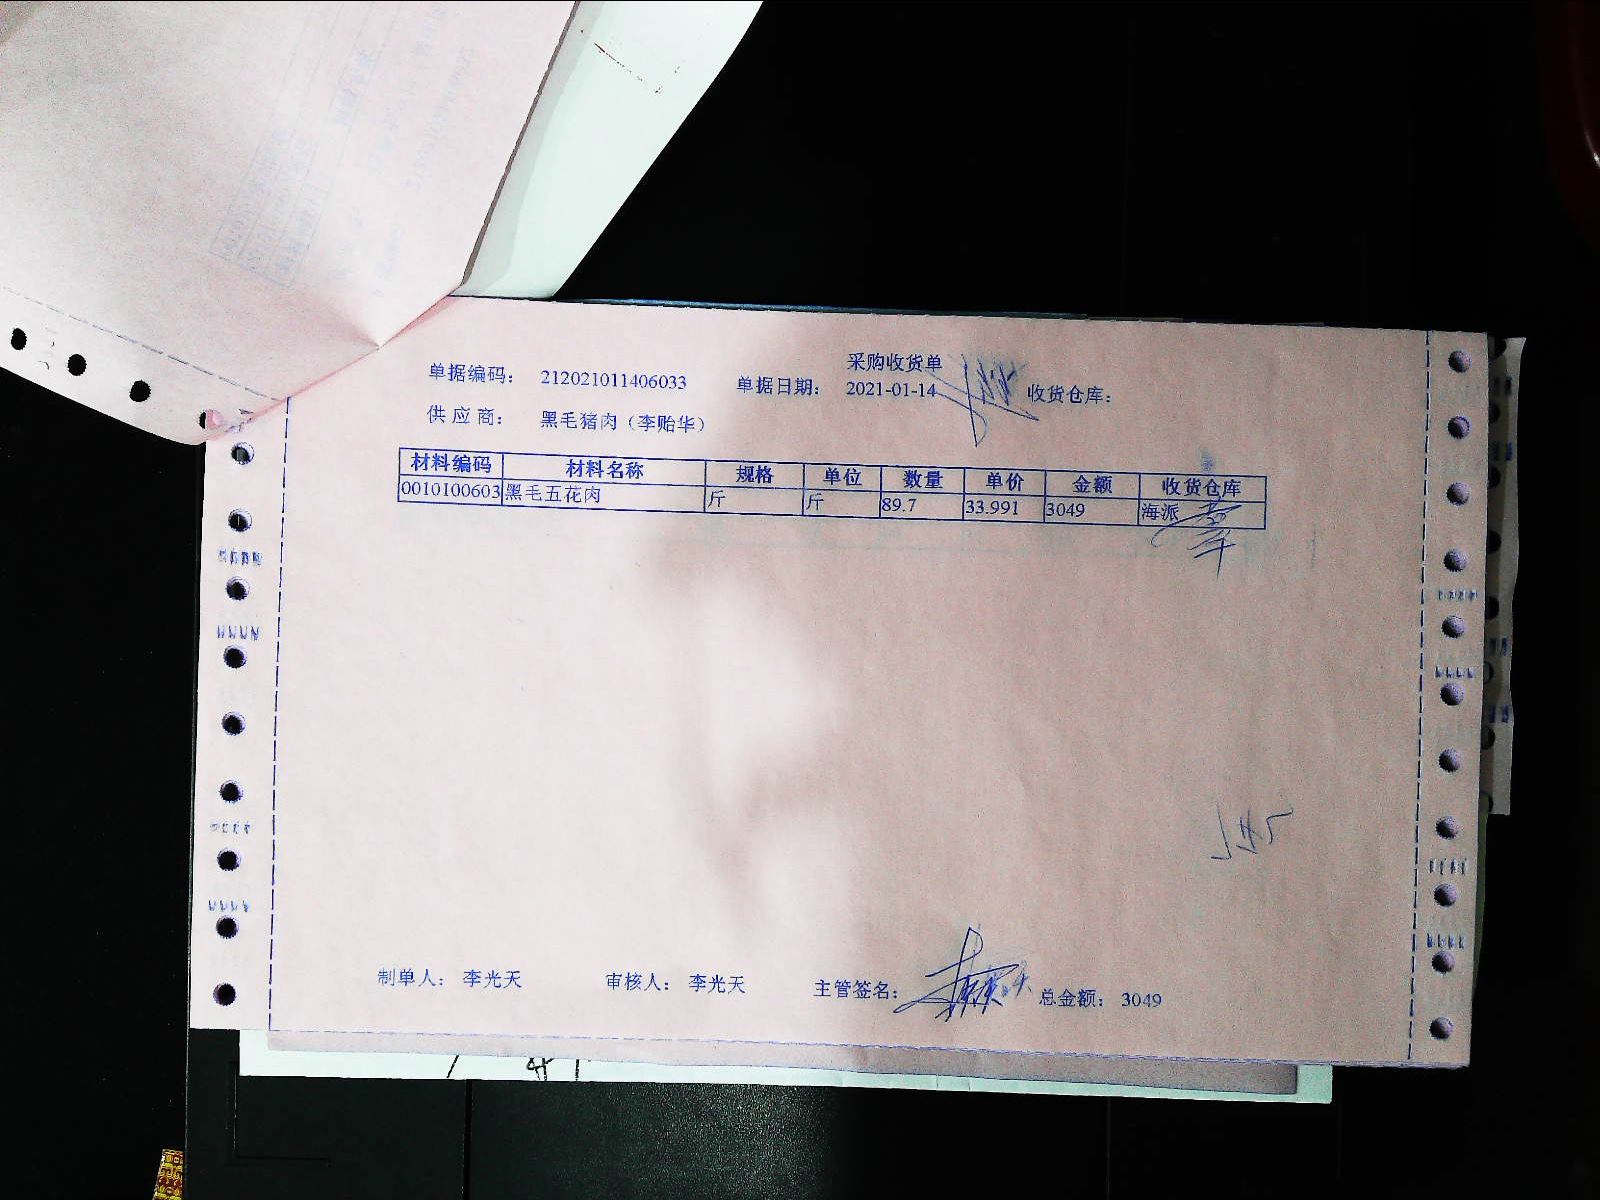 采购收货单
单据编码： 212021011406033 单据日期： 2021-01-14 收货仓库：
供 应 商： 黑毛猪肉（李贻华）
材料编码 材料名称 规格 单位 数量 单价 金额 收货仓库
0010100603 黑毛五花肉 斤 斤 89.7 33.991 3049 海派
制单人： 李光天 审核人： 李光天 主管签名： 总金额： 3049